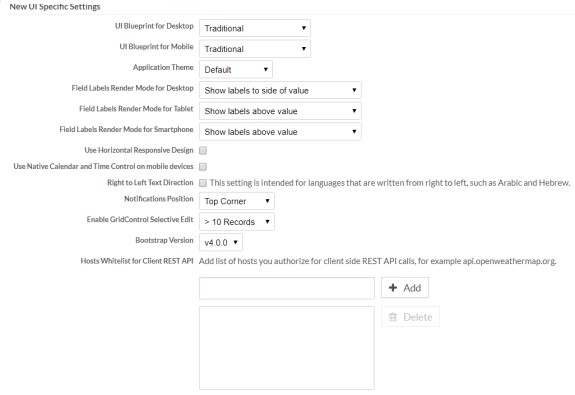 New UI Specific Settings
UI Blueprint for Desktop Traditional
UI Blueprint for Mobile Traditional
Application Theme Default
Field Labels Render Mode for Desktop Show labels to side of value
Field Labels Render Mode for Tablet Show labels above value
Field Labels Render Mode for Smartphone Show labels above value
Use Horizontal Responsive Design
Use Native Calendar and Time Control on mobile devices
Right to Left Text Direction This setting is intended for languages that are written from right to left, such as Arabic and Hebrew.
Notifications Position Top Corner
Enable GridControl Selective Edit > 10 Records
Bootstrap Version v4.0.0
Hosts Whitelist for Client REST API Add list of hosts you authorize for client side REST API calls, for example api.openweathermap.org.
+ Add
Delete